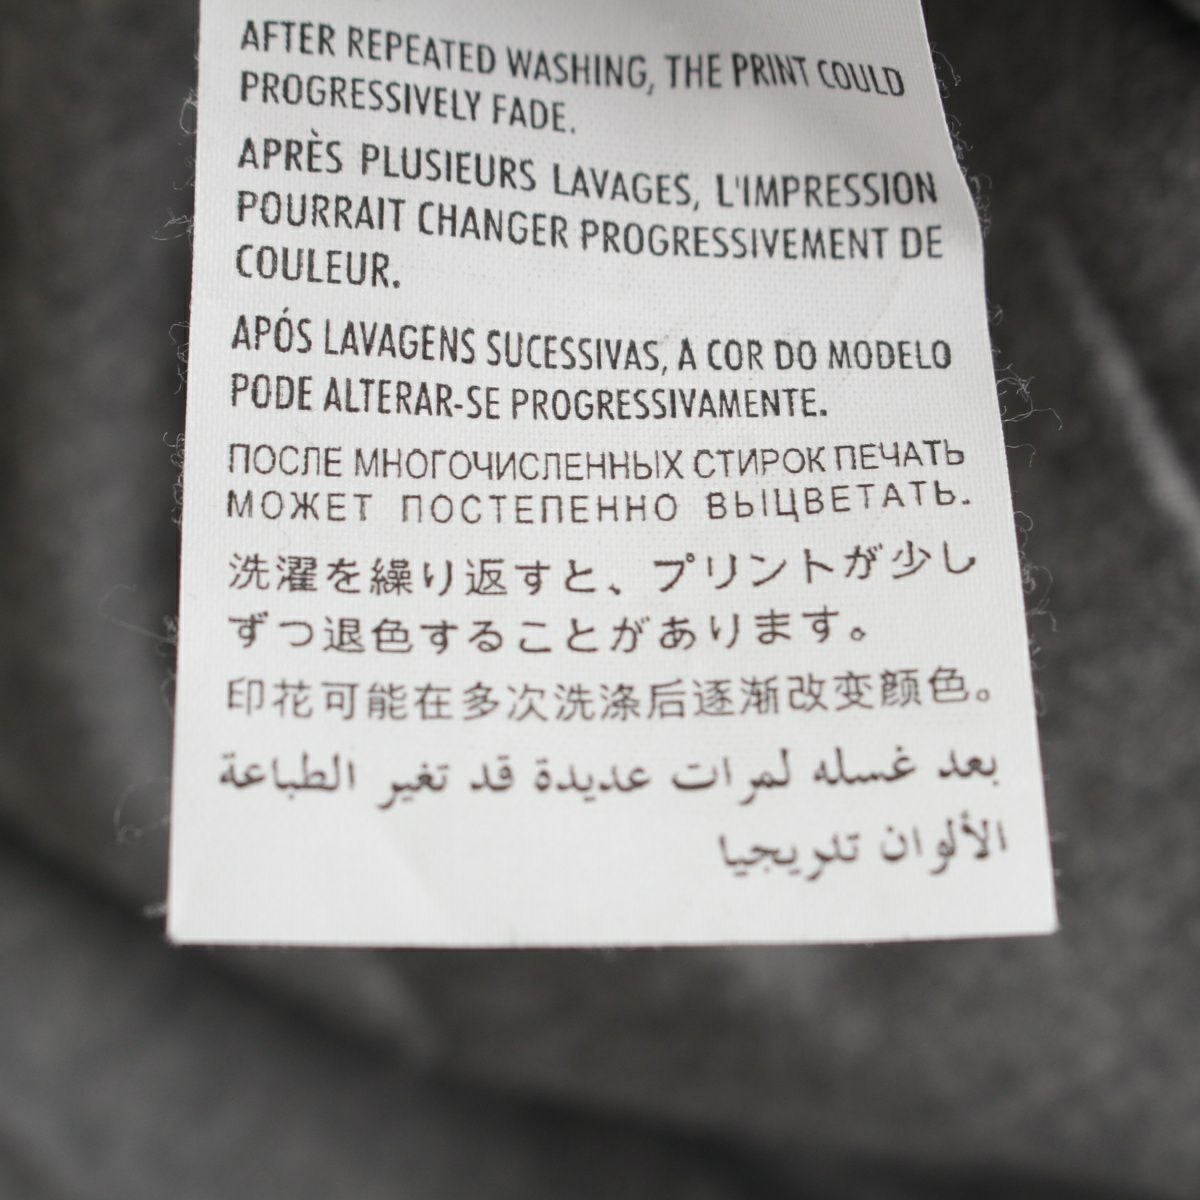 AFTER REPEATED WASHING, THE PRINT COULD
PROGRESSIVELY FADE.
APRÈS PLUSIEURS LAVAGES, L'IMPRESSION
POURRAIT CHANGER PROGRESSIVEMENT DE
COULEUR.
APÓS LAVAGENS SUCESSIVAS, A COR DO MODELO
PODE ALTERAR-SE PROGRESSIVAMENTE.
ПОСЛЕ МНОГОЧИСЛЕННЫХ СТИРОК ПЕЧАТЬ
МОЖЕТ ПОСТЕПЕННО ВЫЦВЕТАТЬ.
洗濯を繰り返すと、プリントが少し
ずつ退色することがあります。
印花可能在多次洗涤后逐渐改变颜色。
بعد غسله لمرات عديدة قد تغير الطباعة
الألوان تدريجيا